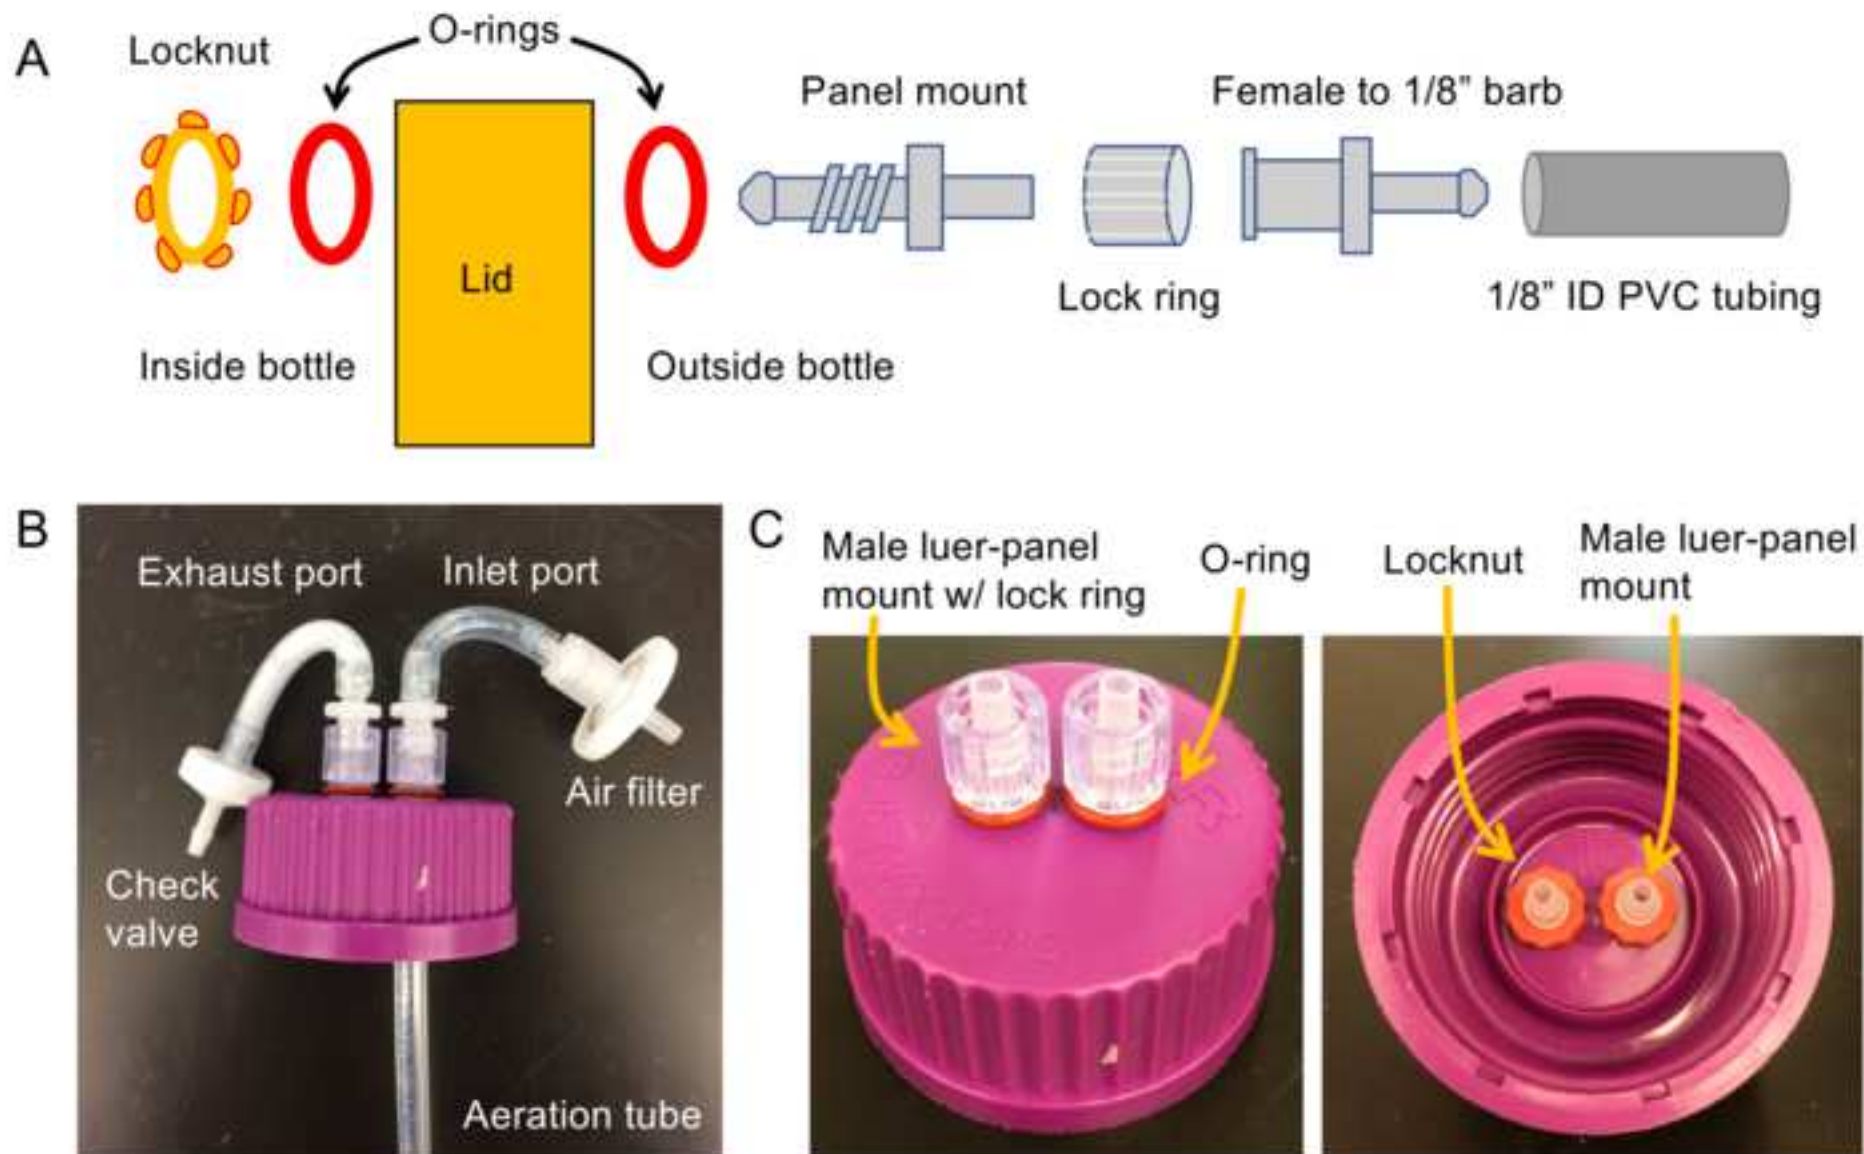 A
Locknut
O-rings
Panel mount
Female to 1/8” barb
Lid
Lock ring
1/8” ID PVC tubing
Inside bottle
Outside bottle
B
Exhaust port
Inlet port
Air filter
Check
valve
Aeration tube
C
Male luer-panel
mount w/ lock ring
O-ring
Locknut
Male luer-panel
mount